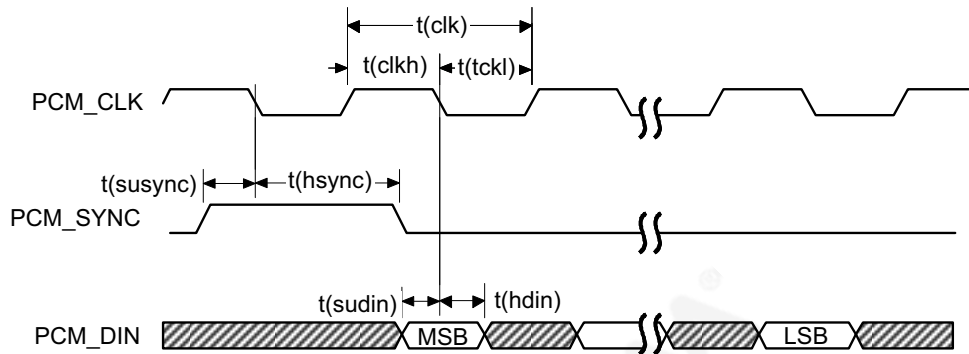 t(clk)
t(clkh) t(tckl)
PCM_CLK
t(susync) t(hsync)
PCM_SYNC
t(sudin) t(hdin)
PCM_DIN MSB LSB